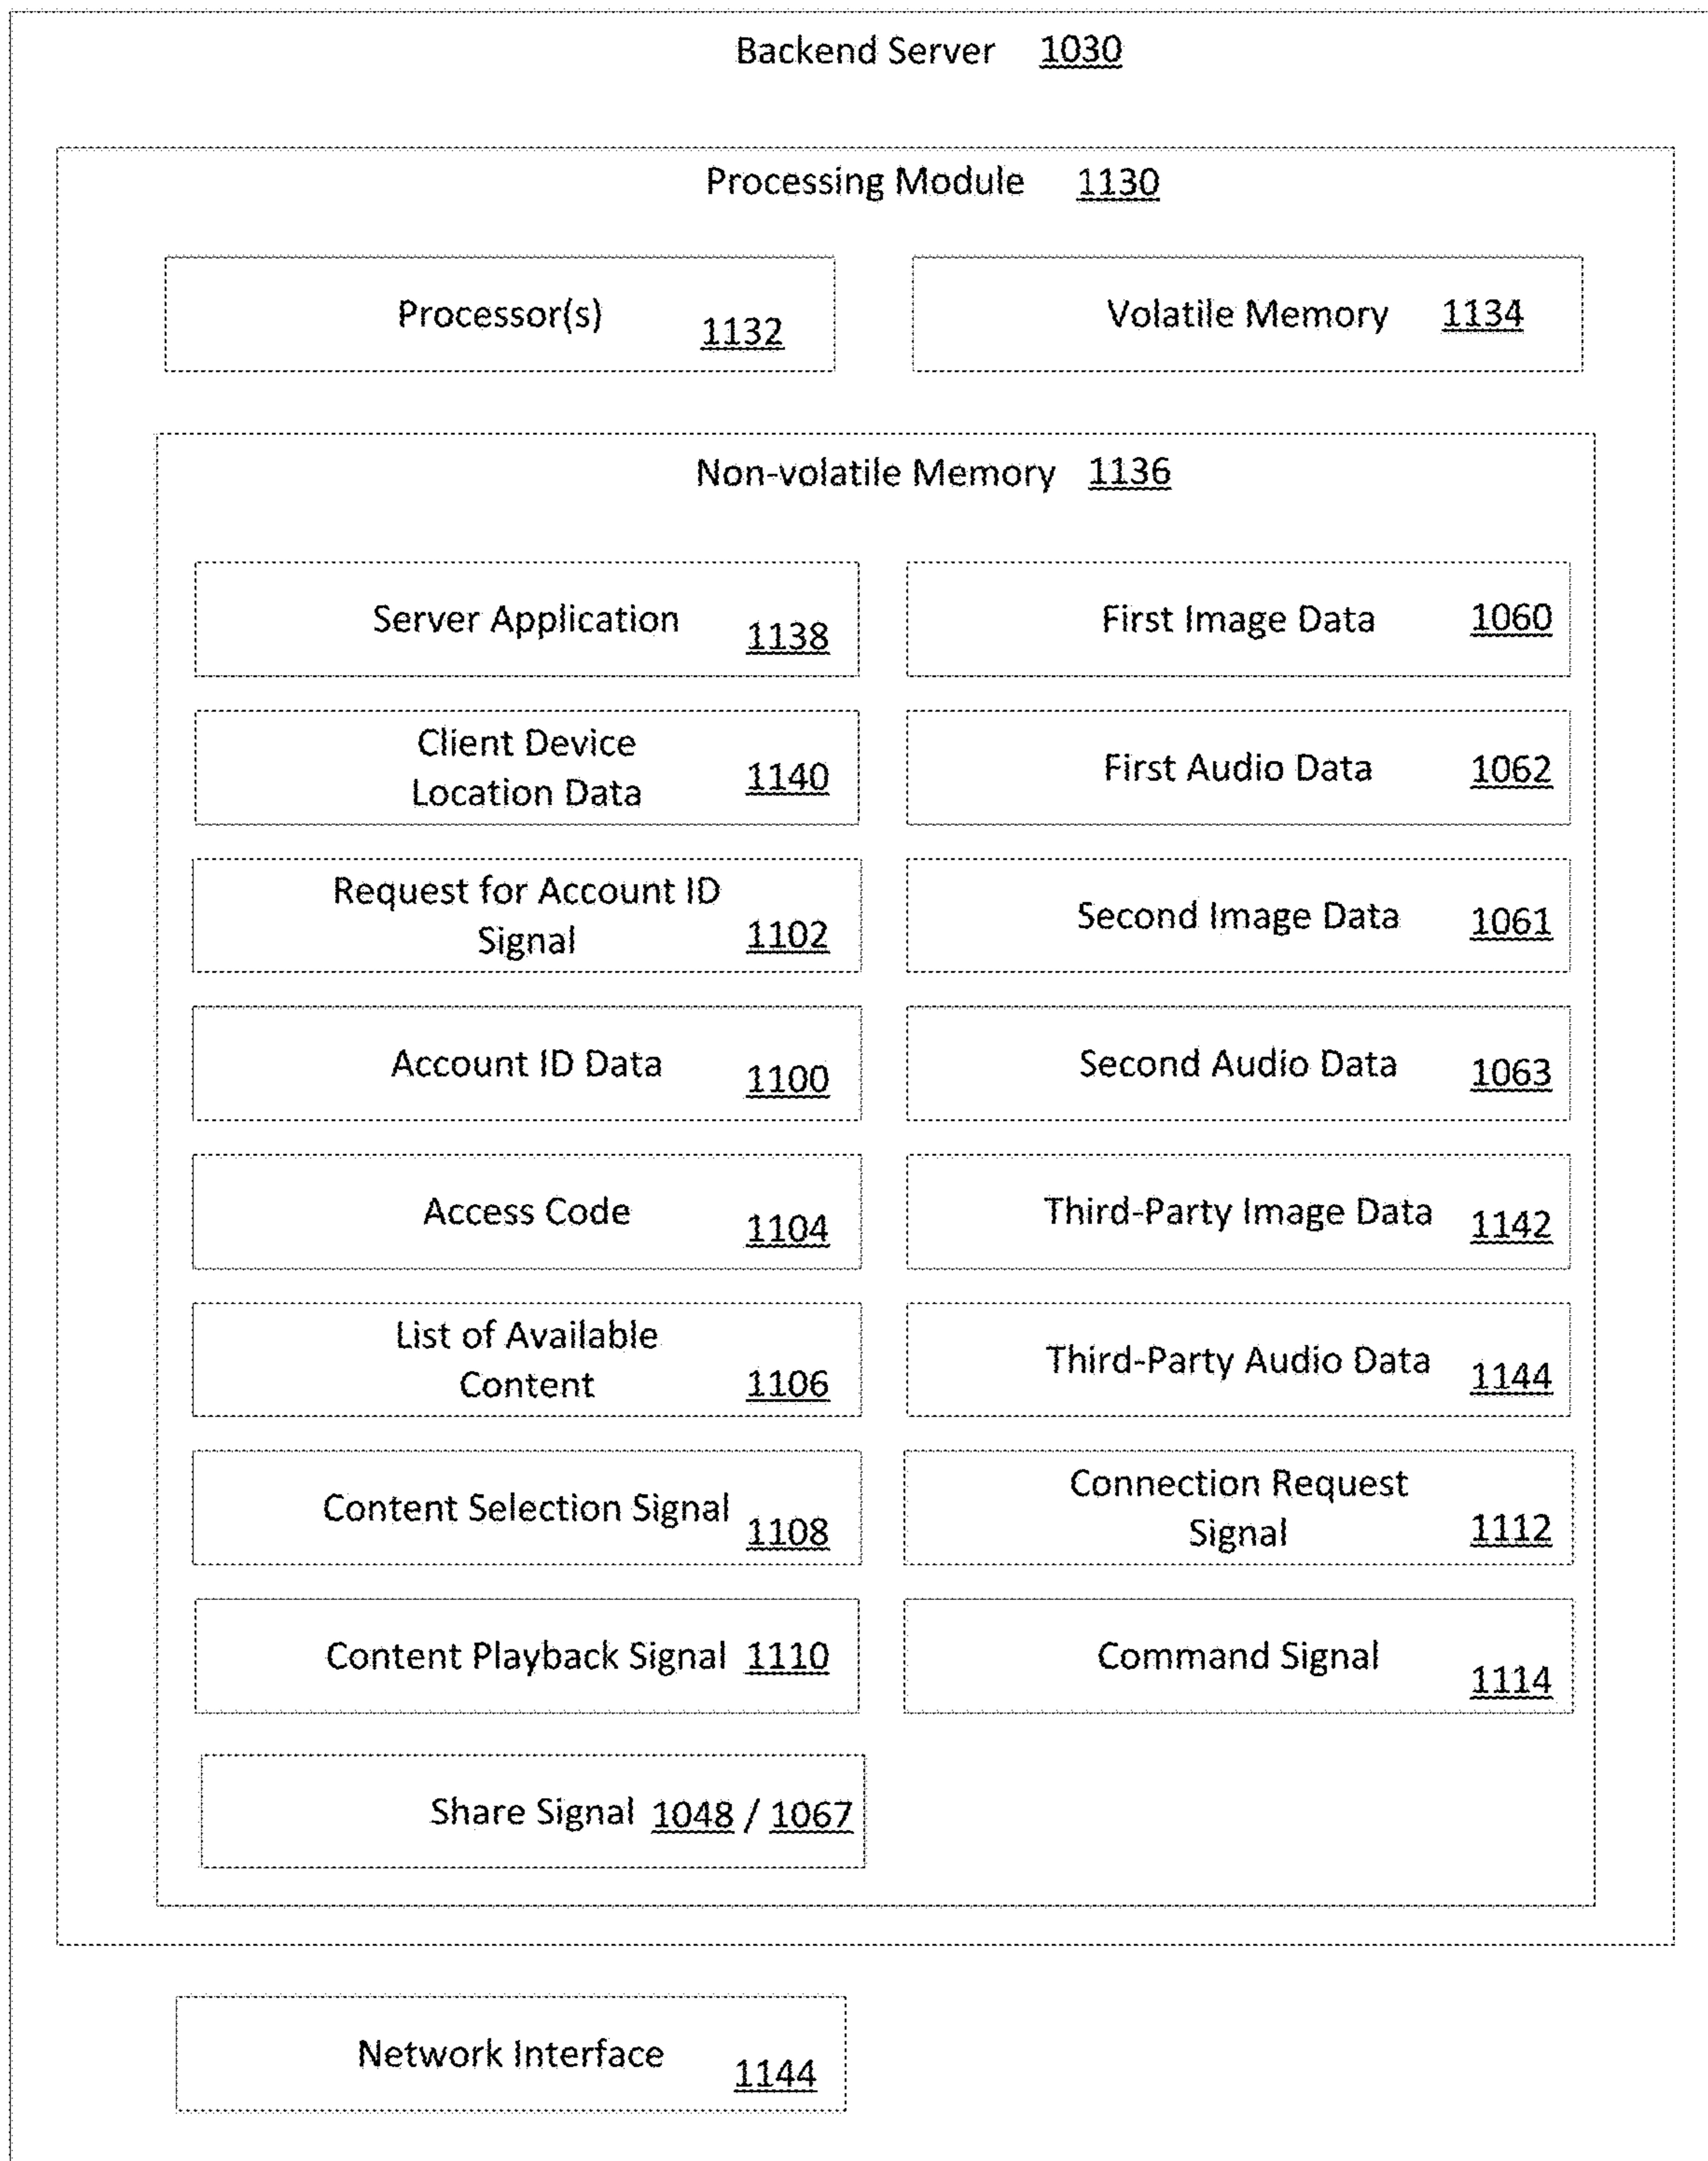 Backend Server 1030
Processing Module 1130
Processor(s) 1132
Volatile Memory 1134
Non-volatile Memory 1136
Server Application 1138
First Image Data 1060
Client Device
Location Data 1140
First Audio Data 1062
Request for Account ID
Signal 1102
Second Image Data 1061
Account ID Data 1100
Second Audio Data 1063
Access Code 1104
Third-Party Image Data 1142
List of Available
Content 1106
Third-Party Audio Data 1144
Content Selection Signal 1108
Connection Request
Signal 1112
Content Playback Signal 1110
Command Signal 1114
Share Signal 1048 / 1067
Network Interface 1144